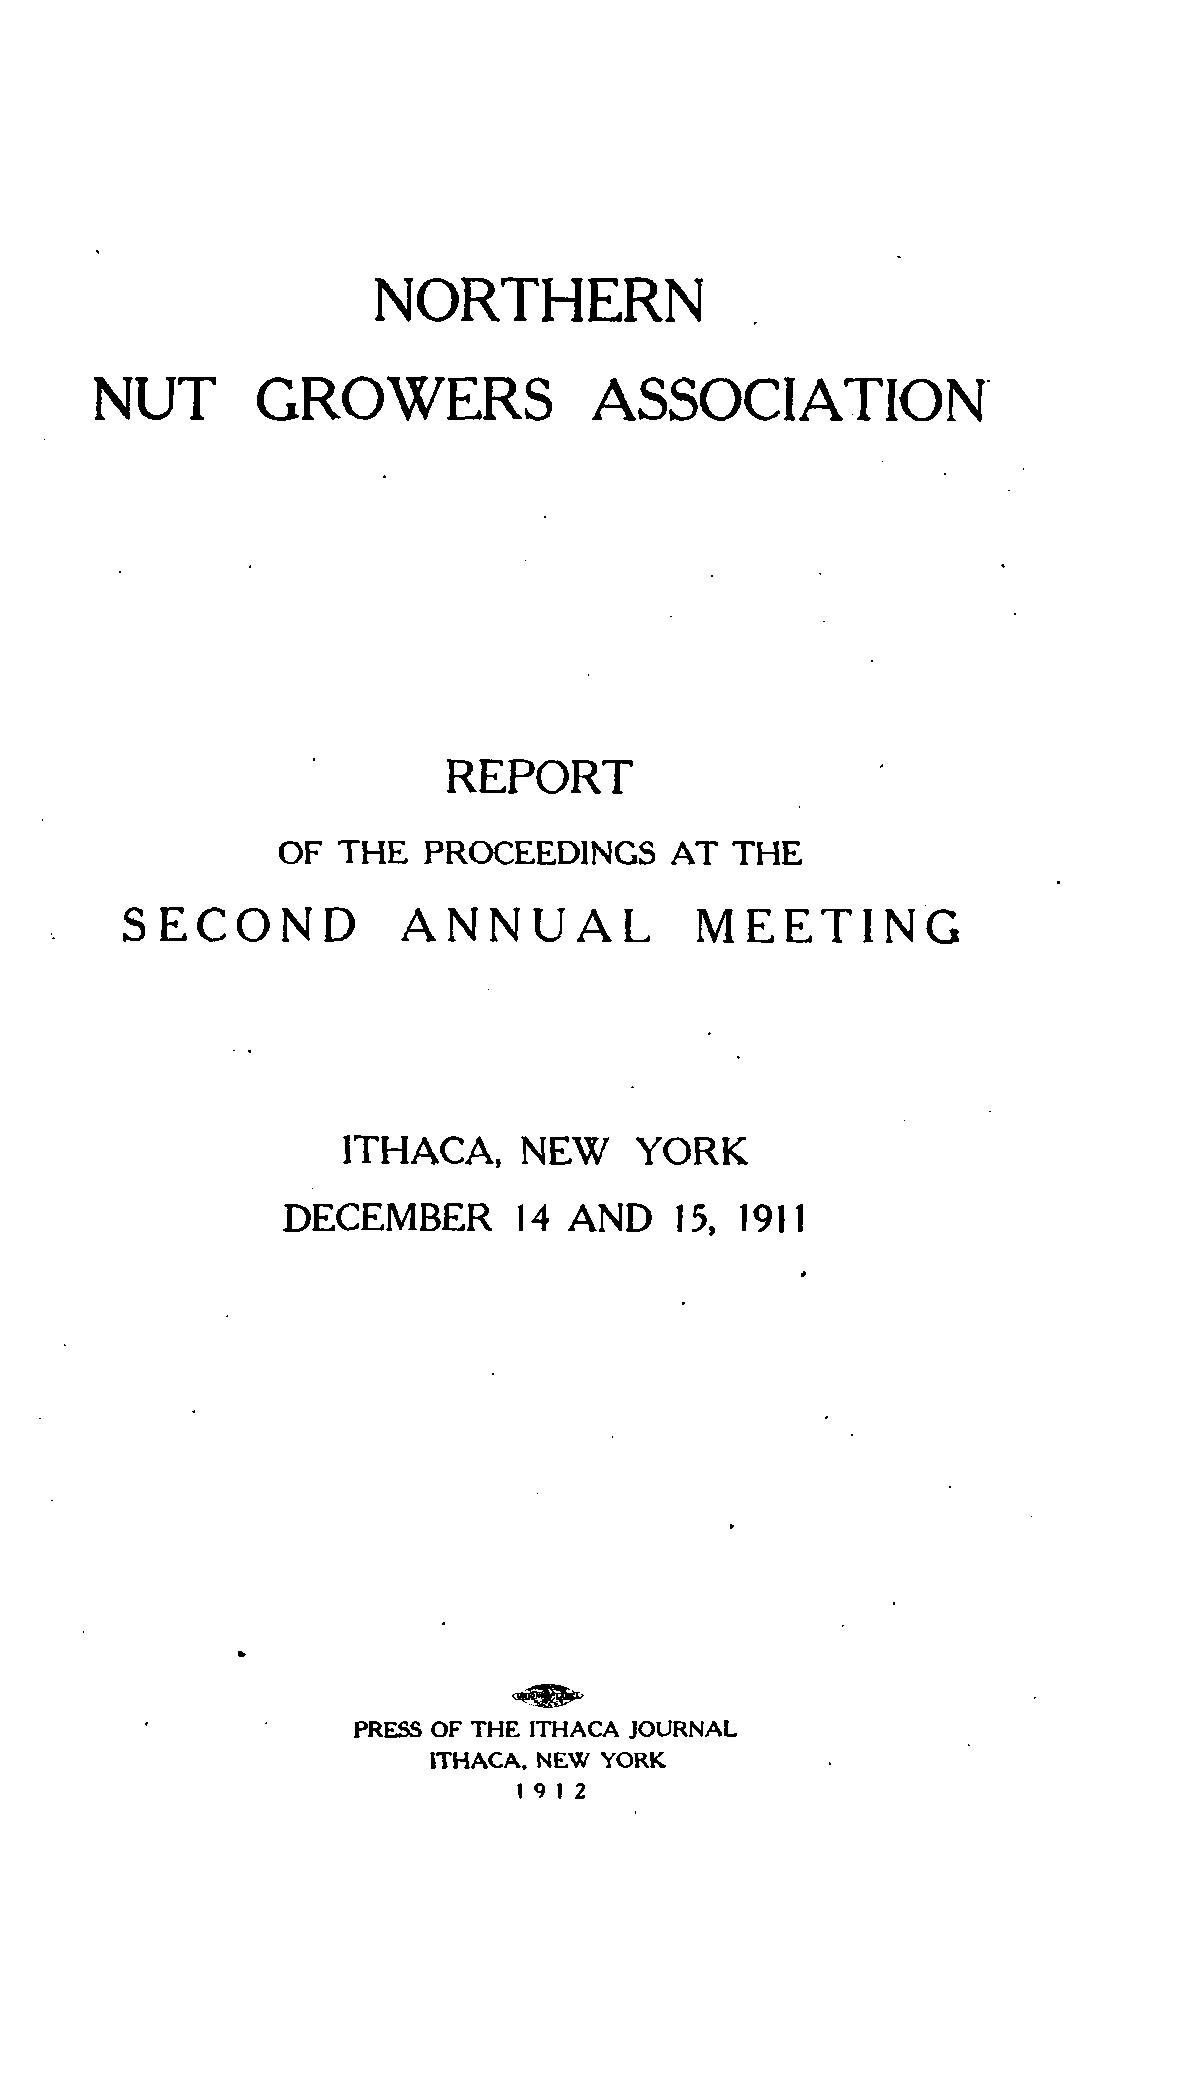 NORTHERN
NUT GROWERS ASSOCIATION
REPORT
OF THE PROCEEDINGS AT THE
SECOND ANNUAL MEETING
ITHACA, NEW YORK
DECEMBER 14 AND 15, 1911
PRESS OF THE ITHACA JOURNAL
ITHACA, NEW YORK
1912